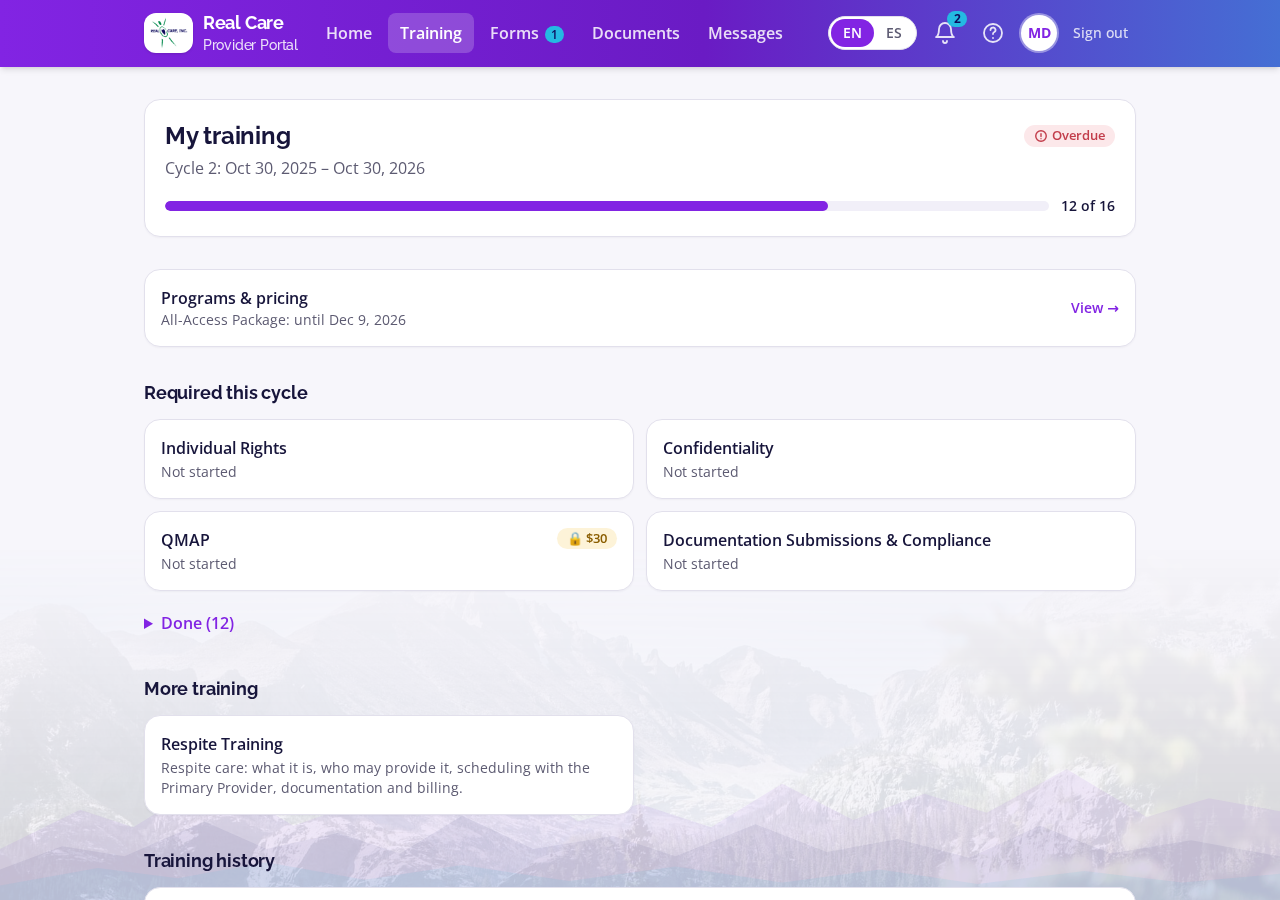 Real Care
Provider Portal
Home
Training
Forms 1
Documents
Messages
EN
ES
2
MD
Sign out
My training
Overdue
Cycle 2: Oct 30, 2025 – Oct 30, 2026
12 of 16
Programs & pricing
All-Access Package: until Dec 9, 2026
View →
Required this cycle
Individual Rights
Not started
Confidentiality
Not started
QMAP
🔒 $30
Not started
Documentation Submissions & Compliance
Not started
Done (12)
More training
Respite Training
Respite care: what it is, who may provide it, scheduling with the
Primary Provider, documentation and billing.
Training history